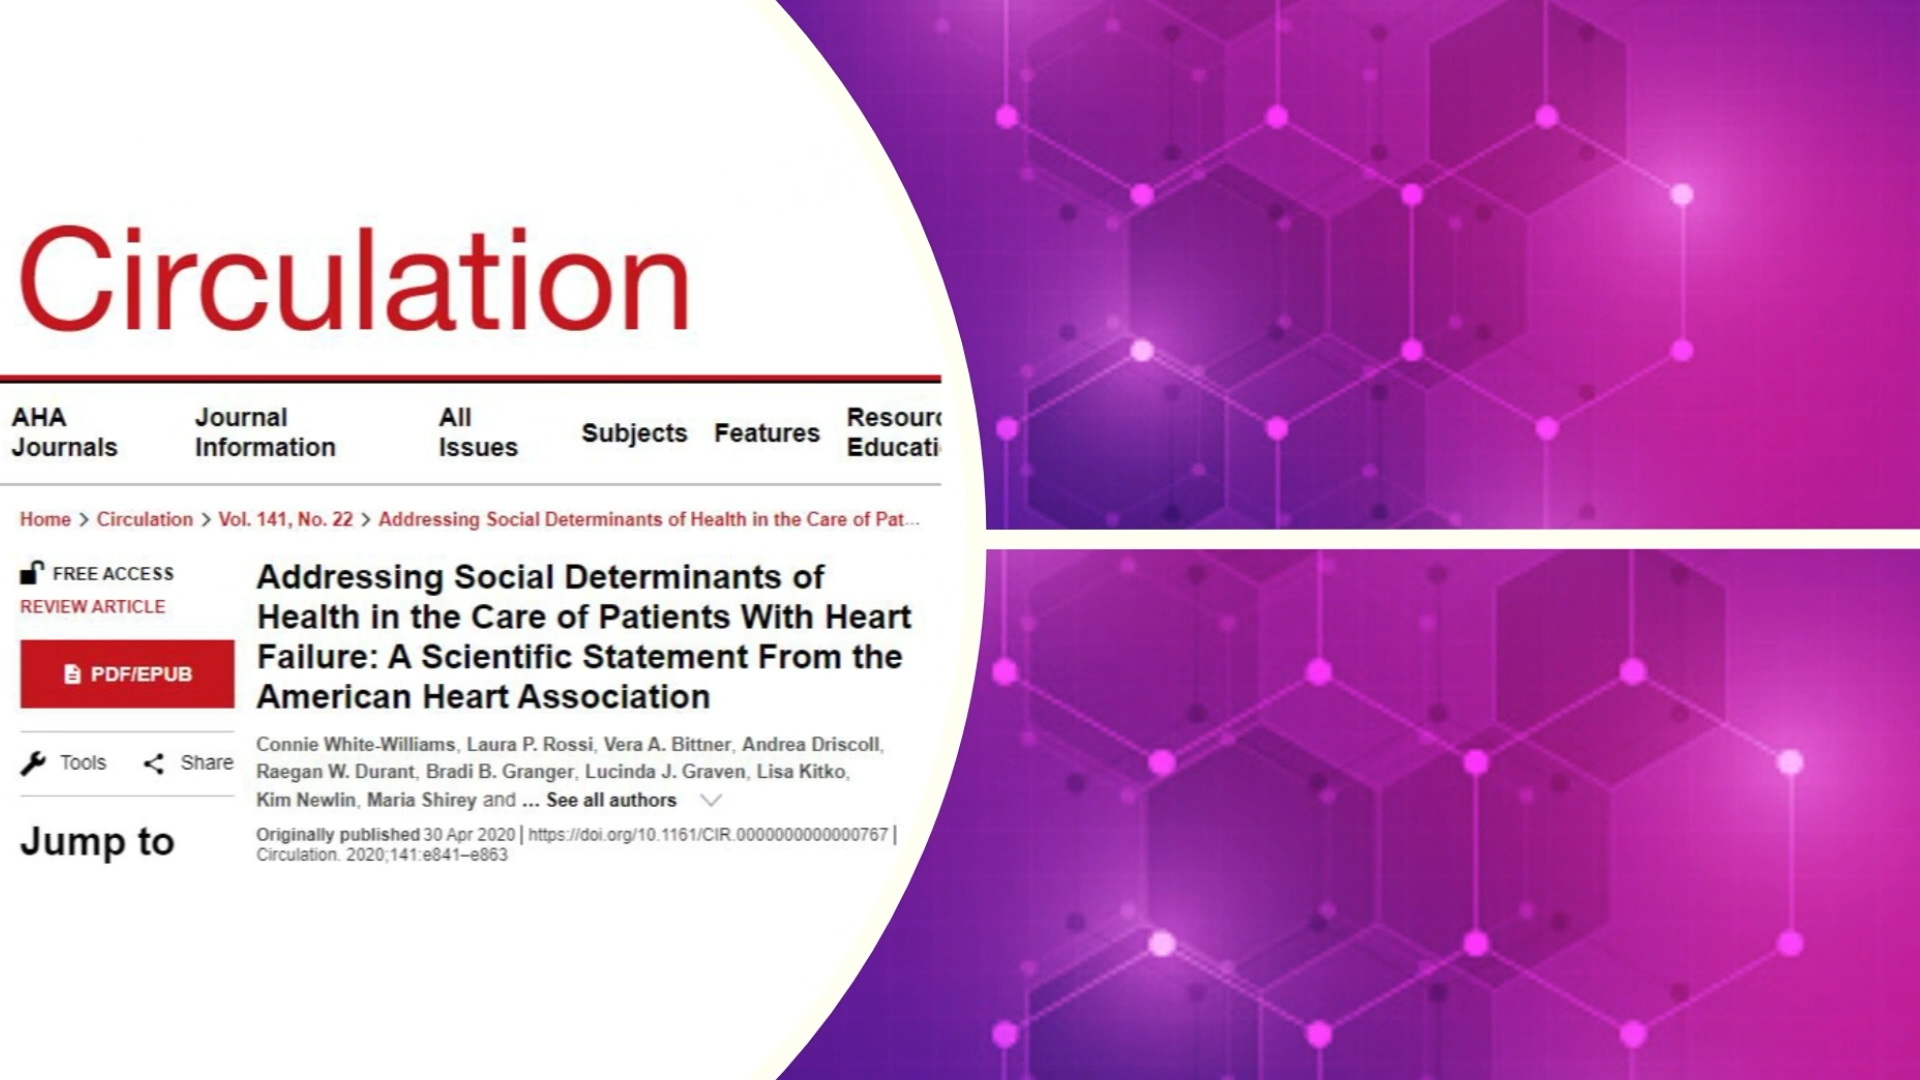 Circulation
AHA
Journals
Journal
Information
All
Issues
Subjects
Features
Resourc
Educati
Home > Circulation > Vol. 141, No. 22 > Addressing Social Determinants of Health in the Care of Pat...
FREE ACCESS
REVIEW ARTICLE
PDF/EPUB
Tools
Share
Jump to
Addressing Social Determinants of
Health in the Care of Patients With Heart
Failure: A Scientific Statement From the
American Heart Association
Connie White-Williams, Laura P. Rossi, Vera A. Bittner, Andrea Driscoll,
Raegan W. Durant, Bradi B. Granger, Lucinda J. Graven, Lisa Kitko,
Kim Newlin, Maria Shirey and ... See all authors
Originally published 30 Apr 2020 | https://doi.org/10.1161/CIR.0000000000000767 |
Circulation. 2020;141:e841–e863